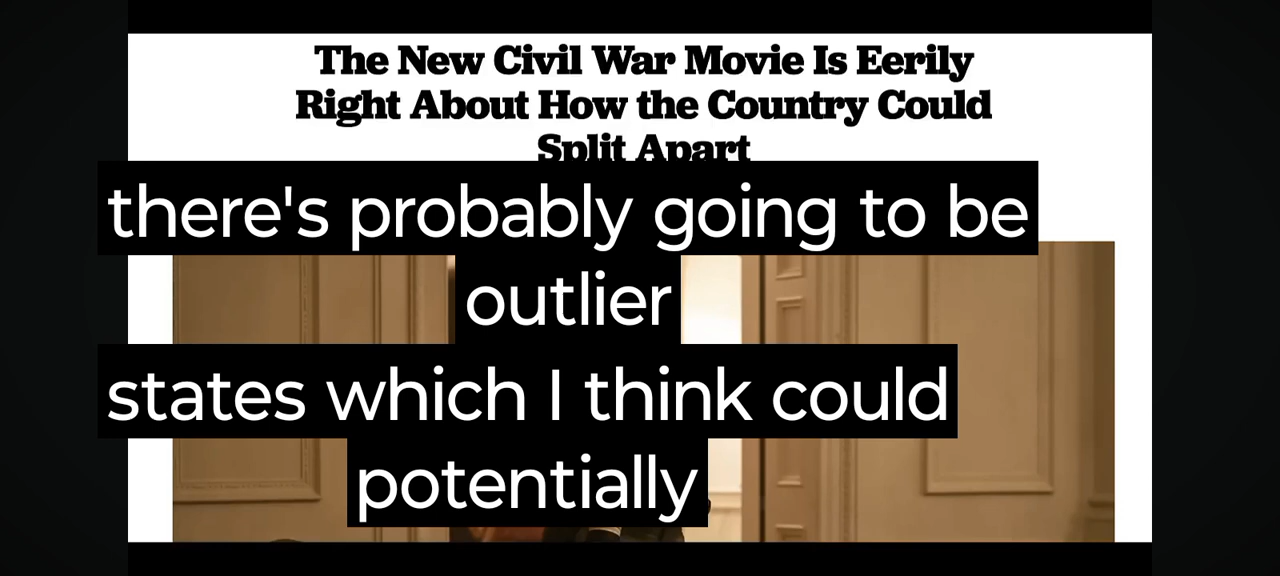 The New Civil War Movie Is Eerily
Right About How the Country Could
Split Apart
there's probably going to be
outlier
states which I think could
potentially